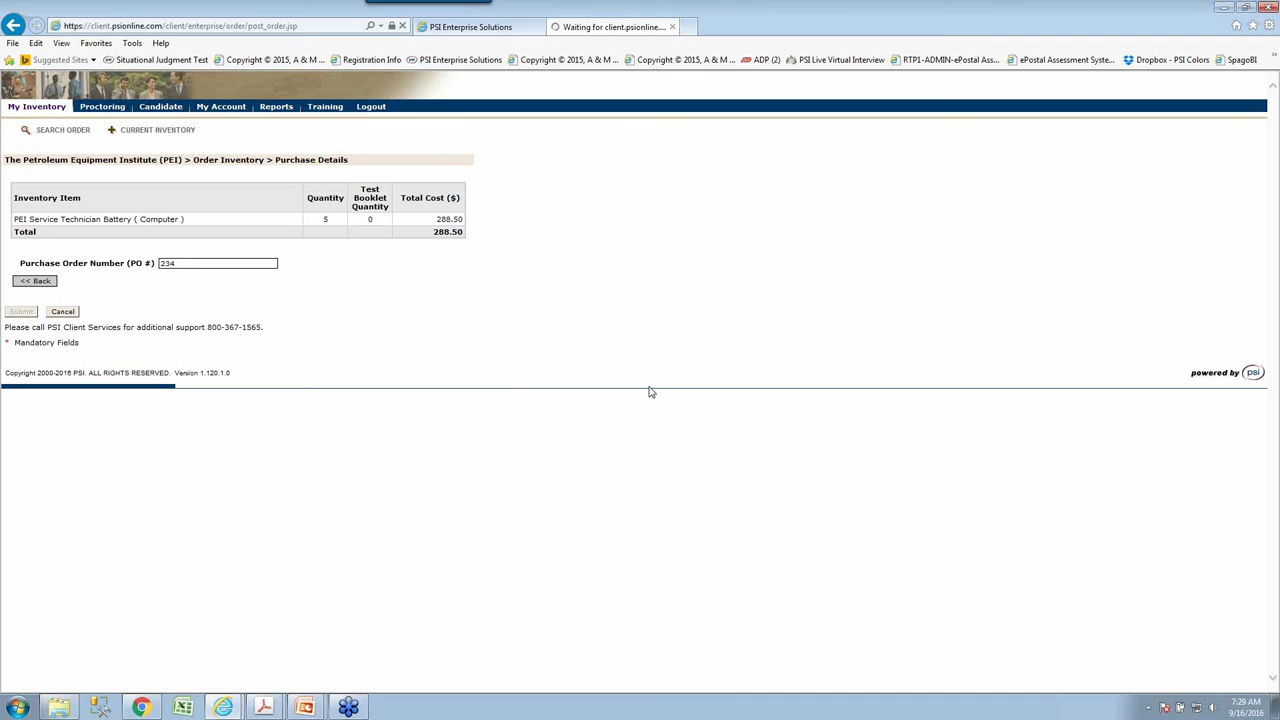 https://client.psionline.com/client/enterprise/order/post_order.jsp
PSI Enterprise Solutions
Waiting for client.psionline....
File Edit View Favorites Tools Help
Suggested Sites
Situational Judgment Test
Copyright © 2015, A & M ...
Registration Info
PSI Enterprise Solutions
Copyright © 2015, A & M ...
Copyright © 2015, A & M ...
ADP (2)
PSI Live Virtual Interview
RTP1-ADMIN-ePostal Ass...
ePostal Assessment Syste...
Dropbox - PSI Colors
SpagoBI
My Inventory Proctoring Candidate My Account Reports Training Logout
SEARCH ORDER CURRENT INVENTORY
The Petroleum Equipment Institute (PEI) > Order Inventory > Purchase Details
Inventory Item Quantity Test Booklet Quantity Total Cost ($)
PEI Service Technician Battery ( Computer ) 5 0 288.50
Total 288.50
Purchase Order Number (PO #) 234
<< Back
Submit Cancel
Please call PSI Client Services for additional support 800-367-1565.
* Mandatory Fields
Copyright 2000-2016 PSI. ALL RIGHTS RESERVED. Version 1.120.1.0
powered by psi
7:29 AM
9/16/2016